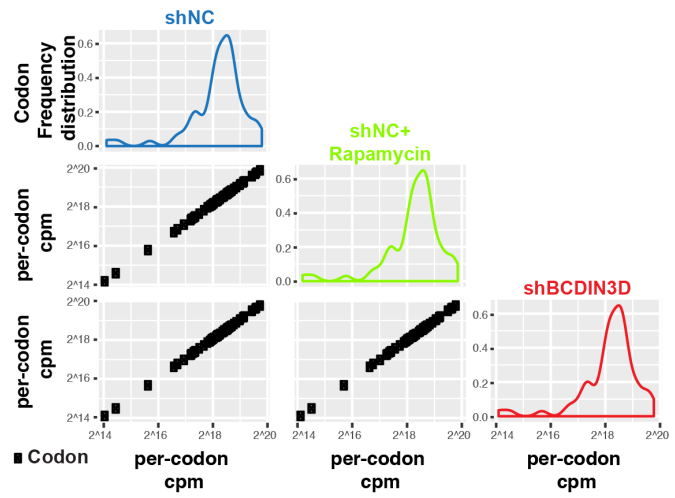 shNC
Codon
Frequency
distribution
0.6
0.4
0.2
0.0
shNC+
Rapamycin
per-codon
cpm
2^20
2^18
2^16
2^14
0.6
0.4
0.2
0.0
shBCDIN3D
per-codon
cpm
2^20
2^18
2^16
2^14
0.6
0.4
0.2
0.0
2^14 2^16 2^18 2^20
2^14 2^16 2^18 2^20
2^14 2^16 2^18 2^20
Codon
per-codon
cpm
per-codon
cpm
per-codon
cpm